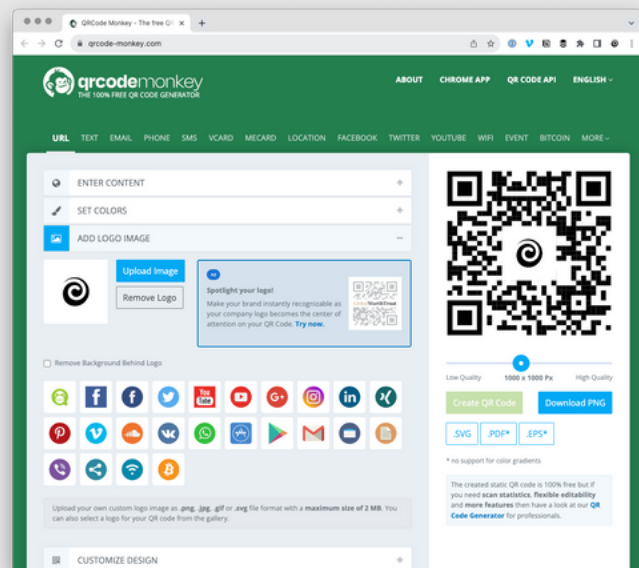 QRCode Monkey - The free QR
qrcode-monkey.com
qrcodemonkey
THE 100% FREE QR CODE GENERATOR
ABOUT CHROME APP QR CODE API ENGLISH
URL TEXT EMAIL PHONE SMS VCARD MECARD LOCATION FACEBOOK TWITTER YOUTUBE WIFI EVENT BITCOIN MORE
ENTER CONTENT
SET COLORS
ADD LOGO IMAGE
Upload Image
Remove Logo
Spotlight your logo!
Make your brand instantly recognizable as
your company logo becomes the center of
attention on your QR Code. Try now.
Remove Background Behind Logo
You
Tube
G+
in
Upload your own custom logo image as .png, .jpg, .gif or .svg file format with a maximum size of 2 MB. You
can also select a logo for your QR code from the gallery.
CUSTOMIZE DESIGN
Low Quality 1000 x 1000 Px High Quality
Create QR Code Download PNG
.SVG .PDF* .EPS*
* no support for color gradients
The created static QR code is 100% free but if
you need scan statistics, flexible editability
and more features then have a look at our QR
Code Generator for professionals.